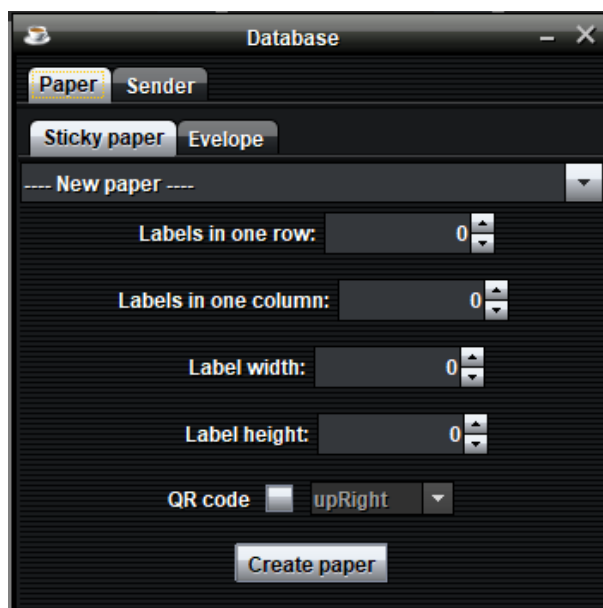 Database
Paper Sender
Sticky paper Evelope
---- New paper ----
Labels in one row: 0
Labels in one column: 0
Label width: 0
Label height: 0
QR code upRight
Create paper